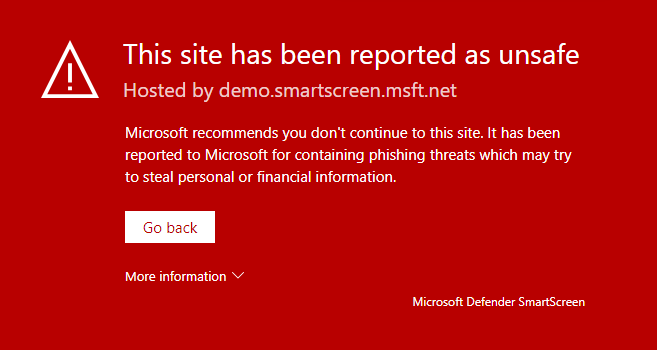 This site has been reported as unsafe
Hosted by demo.smartscreen.msft.net
Microsoft recommends you don't continue to this site. It has been
reported to Microsoft for containing phishing threats which may try
to steal personal or financial information.
Go back
More information
Microsoft Defender SmartScreen